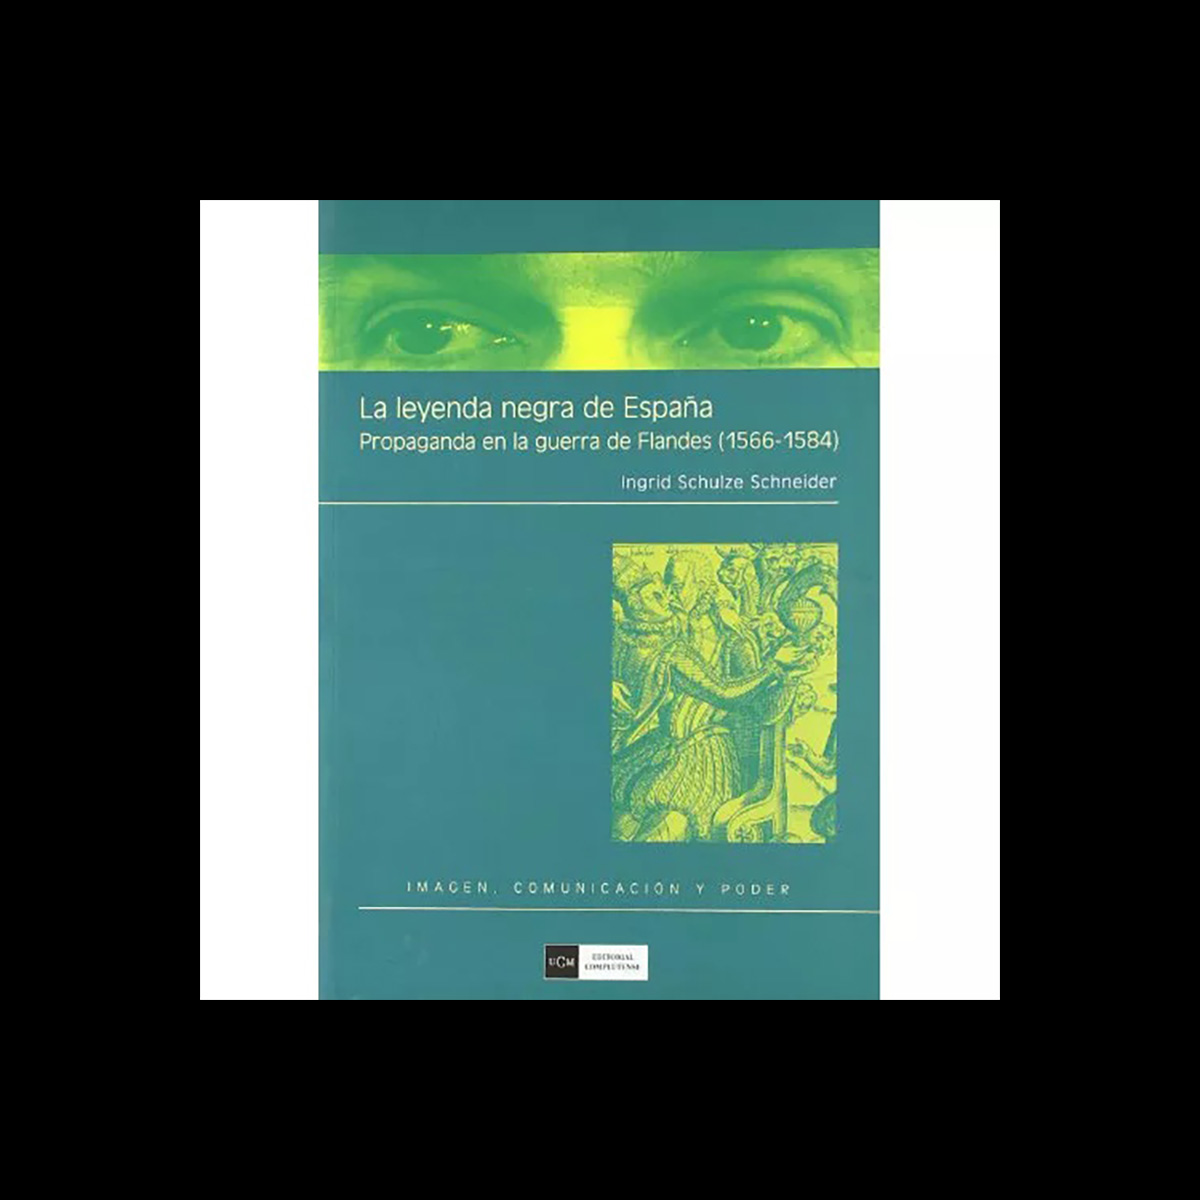 La leyenda negra de España
Propaganda en la guerra de Flandes (1566-1584)
Ingrid Schulze Schneider
IMAGEN, COMUNICACIÓN Y PODER
UCM
EDITORIAL
COMPLUTENSE